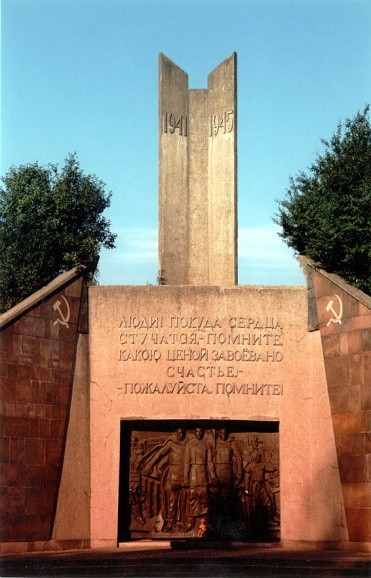 1941 1945
ЛЮДИ! ПОКУДА СЕРДЦА
СТУЧАТСЯ,-ПОМНИТЕ,
КАКОЮ ЦЕНОЙ ЗАВОЁВАНО
СЧАСТЬЕ,-
-ПОЖАЛУЙСТА, ПОМНИТЕ!